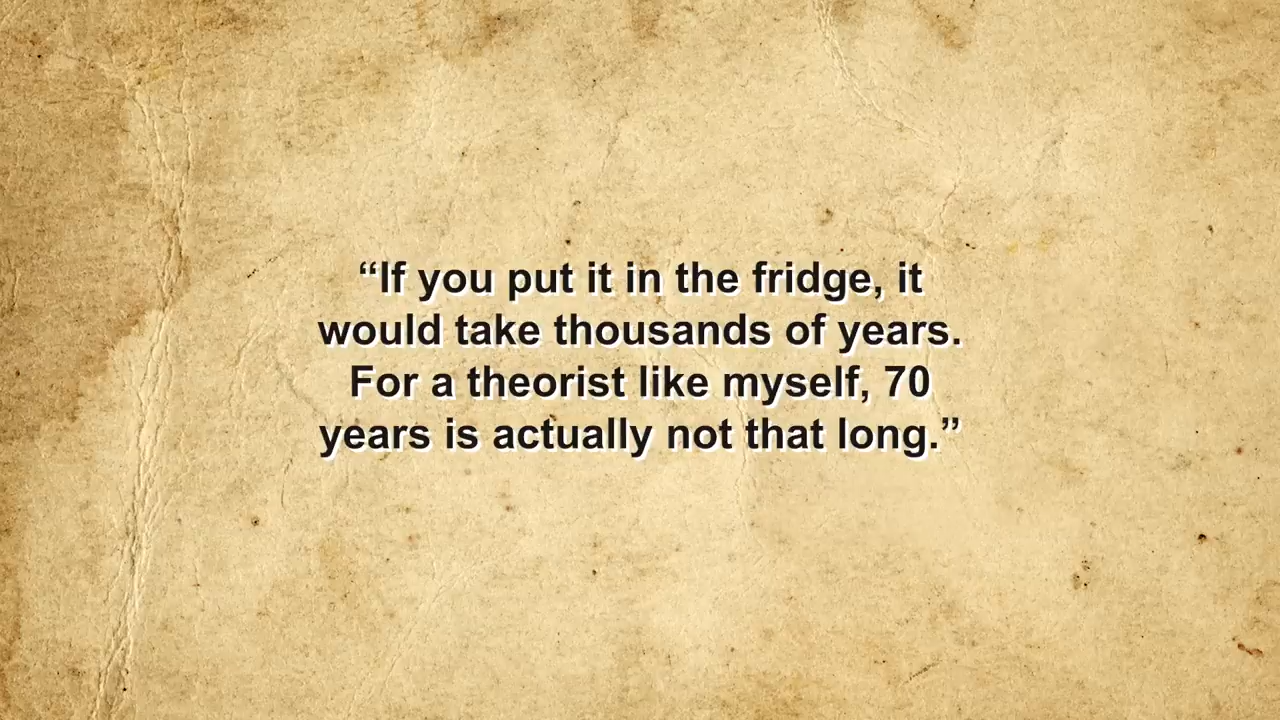 “If you put it in the fridge, it
would take thousands of years.
For a theorist like myself, 70
years is actually not that long.”